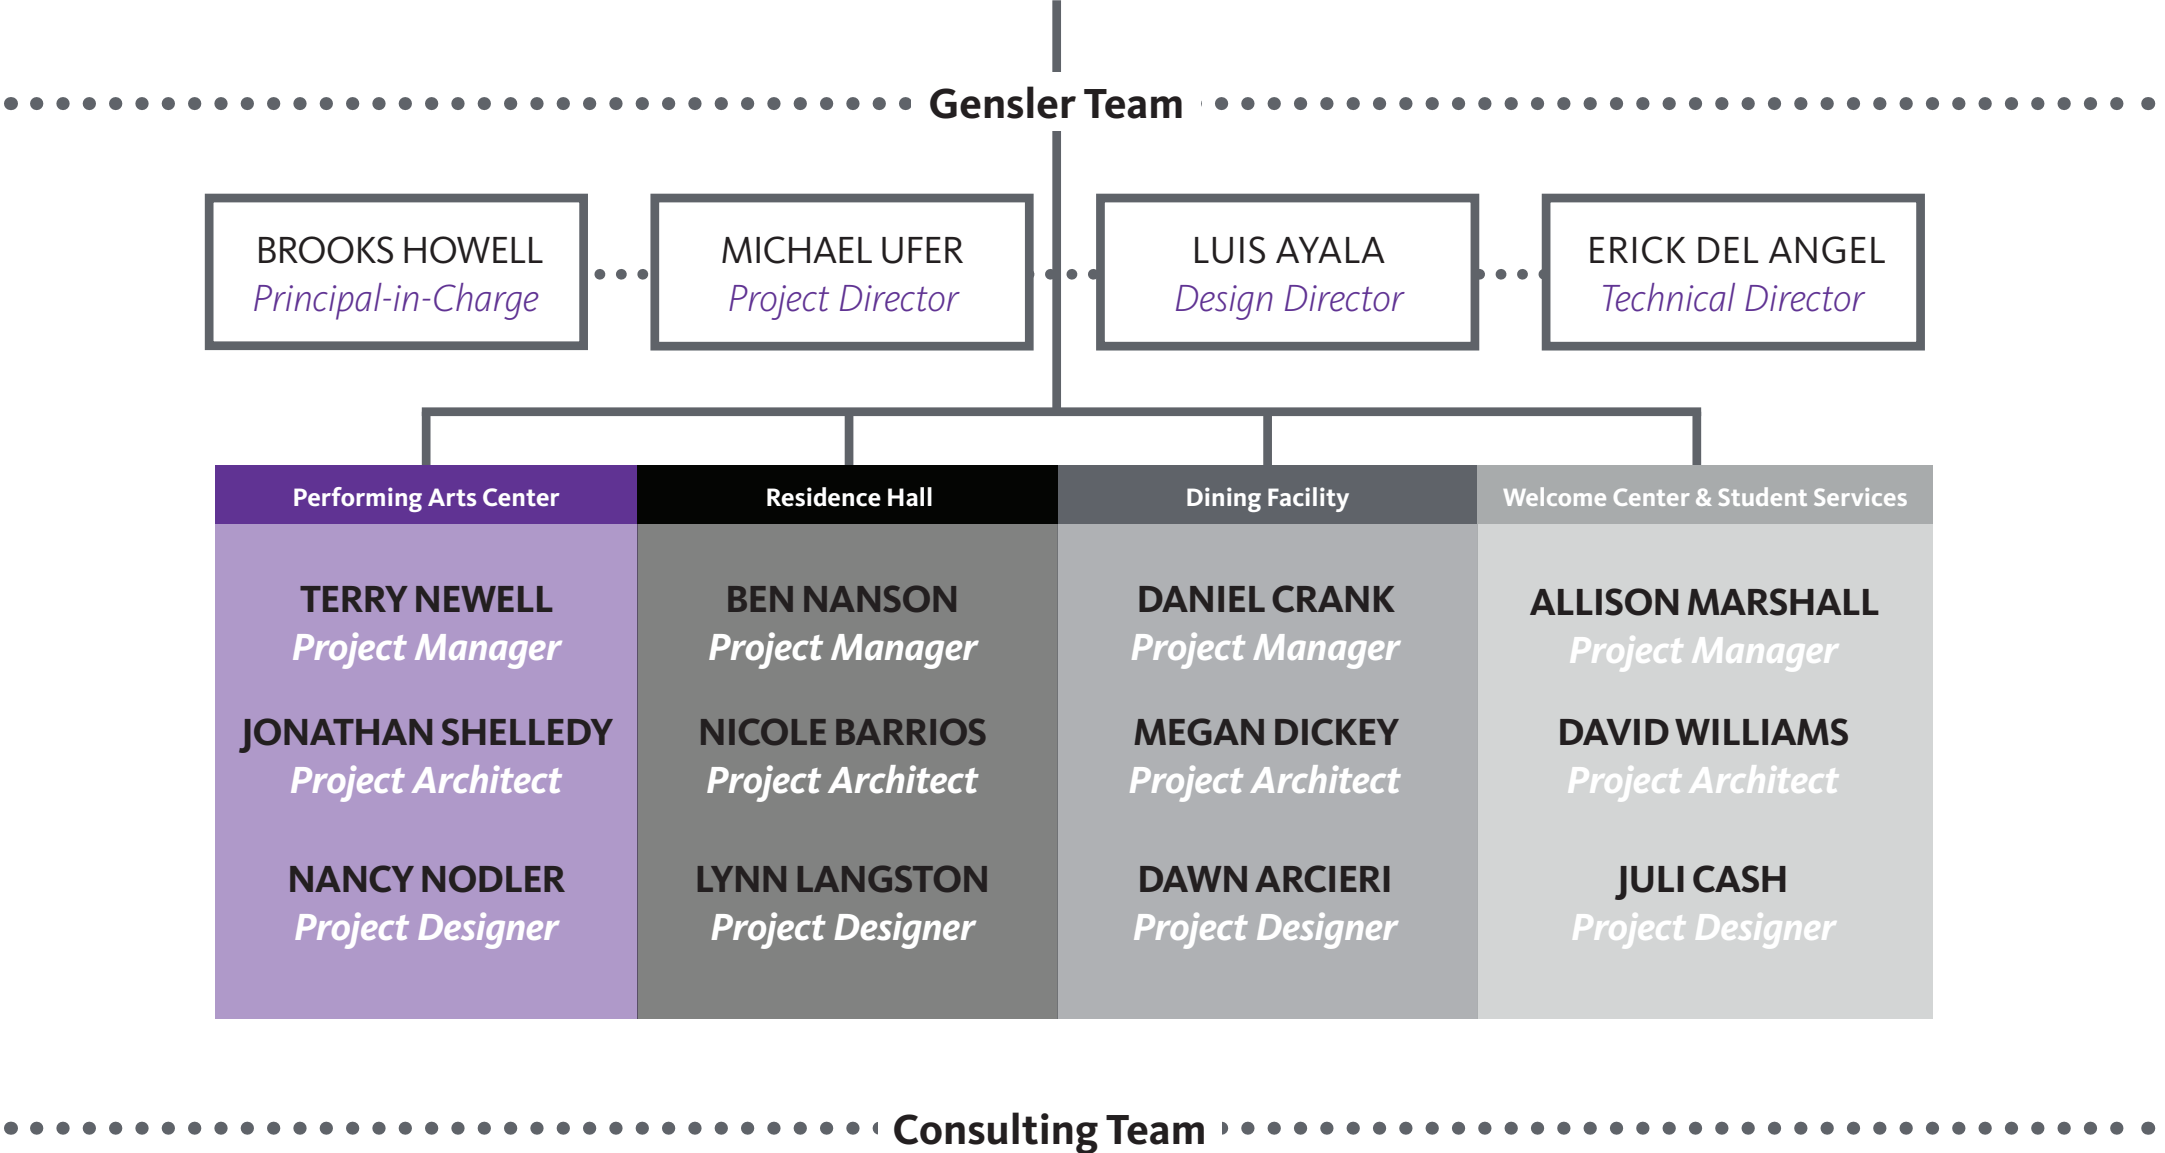 Gensler Team
BROOKS HOWELL
Principal-in-Charge
MICHAEL UFER
Project Director
LUIS AYALA
Design Director
ERICK DEL ANGEL
Technical Director
Performing Arts Center
TERRY NEWELL
Project Manager
JONATHAN SHELLEDY
Project Architect
NANCY NODLER
Project Designer
Residence Hall
BEN NANSON
Project Manager
NICOLE BARRIOS
Project Architect
LYNN LANGSTON
Project Designer
Dining Facility
DANIEL CRANK
Project Manager
MEGAN DICKEY
Project Architect
DAWN ARCIERI
Project Designer
Welcome Center & Student Services
ALLISON MARSHALL
Project Manager
DAVID WILLIAMS
Project Architect
JULI CASH
Project Designer
Consulting Team